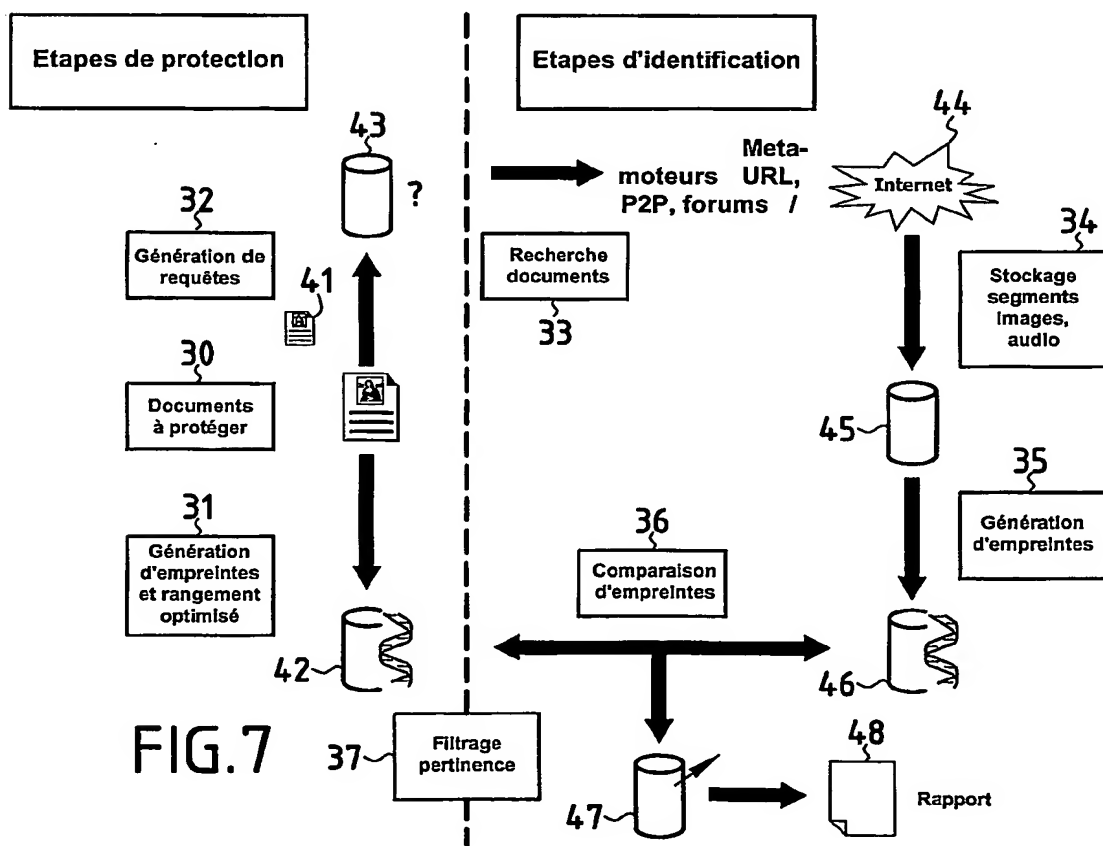 Etapes de protection
Etapes d'identification
43
?
44
Meta-
moteurs URL,
P2P, forums /
Internet
32
Génération de
requêtes
41
Recherche
documents
33
34
Stockage
segments
images,
audio
30
Documents
à protéger
45
31
Génération
d'empreintes
et rangement
optimisé
35
Génération
d'empreintes
36
Comparaison
d'empreintes
42
46
FIG.7
37
Filtrage
pertinence
47
48
Rapport